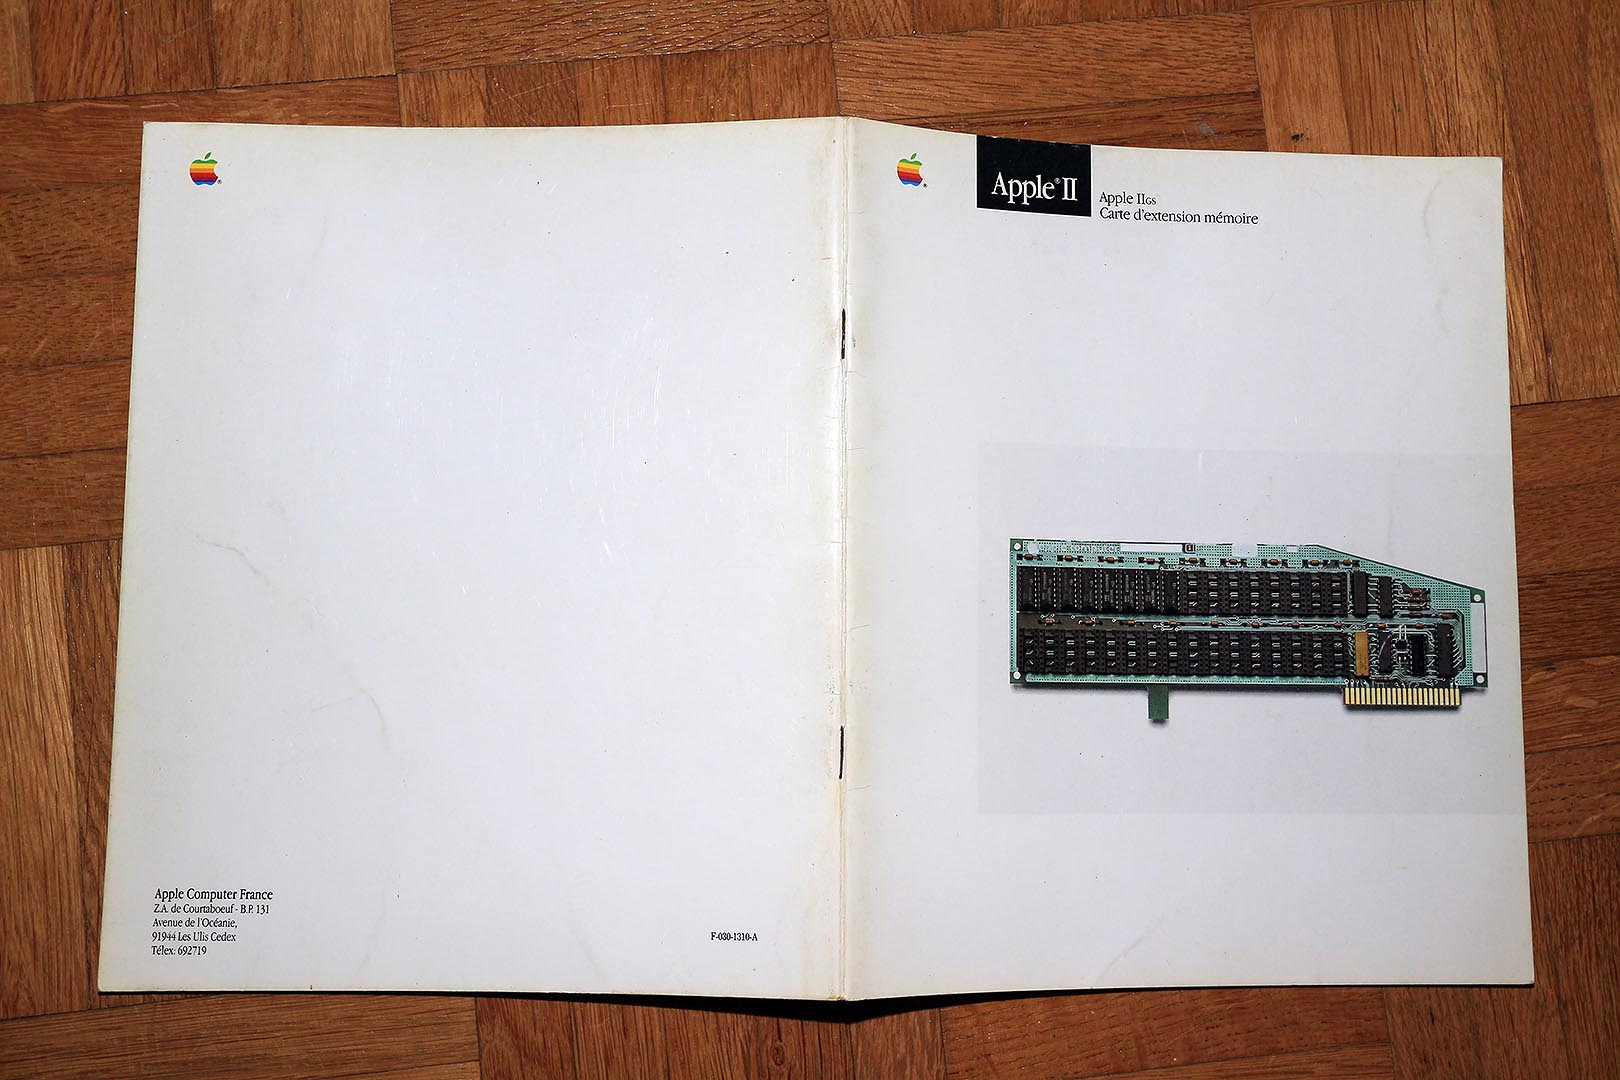 Apple Computer France
Z.A. de Courtaboeuf - B.P. 131
Avenue de l'Océanie,
91944 Les Ulis Cedex
Télex: 692719
F-030-1310-A
Apple® II
Apple IIGS
Carte d'extension mémoire